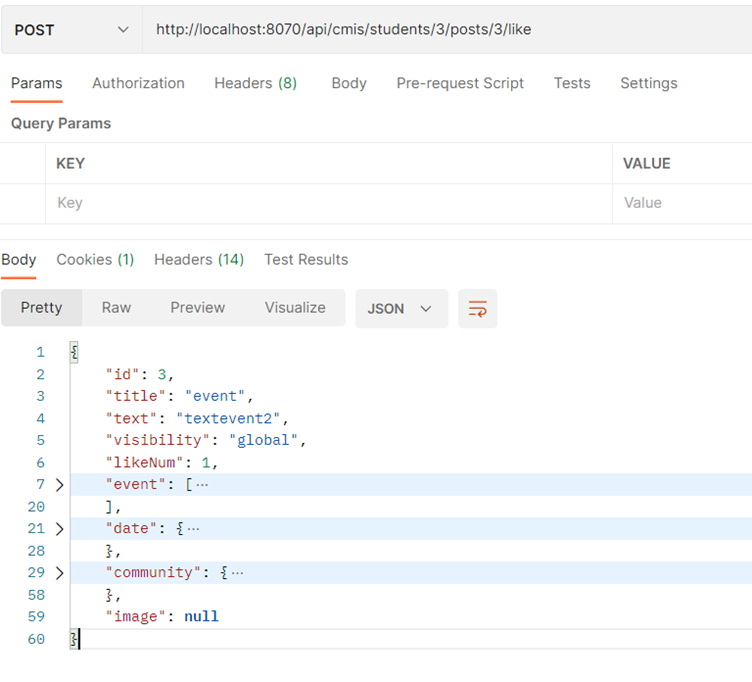 POST http://localhost:8070/api/cmis/students/3/posts/3/like
Params Authorization Headers (8) Body Pre-request Script Tests Settings
Query Params
KEY VALUE
Key Value
Body Cookies (1) Headers (14) Test Results
Pretty Raw Preview Visualize JSON
1 {
2 "id": 3,
3 "title": "event",
4 "text": "textevent2",
5 "visibility": "global",
6 "likeNum": 1,
7 "event": [ ...
20 ],
21 "date": { ...
28 },
29 "community": { ...
58 },
59 "image": null
60 }